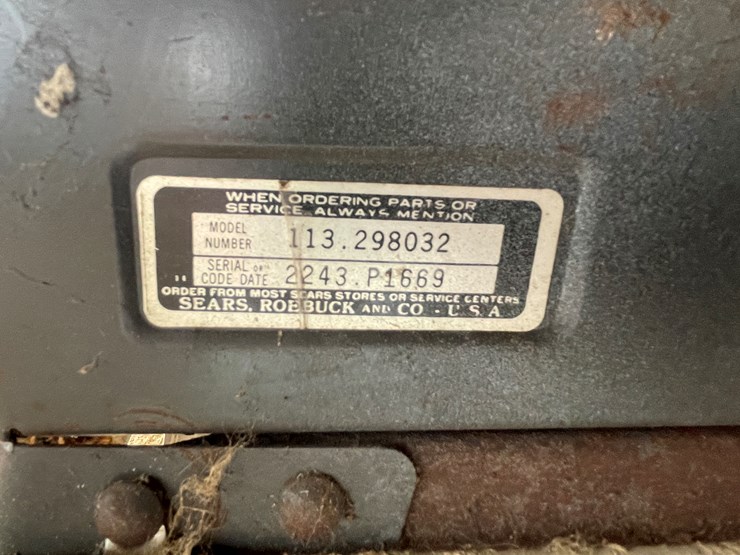 WHEN ORDERING PARTS OR
SERVICE ALWAYS MENTION
MODEL
NUMBER 113.298032
SERIAL OR
CODE DATE 2243.P1669
ORDER FROM MOST SEARS STORES OR SERVICE CENTERS
SEARS, ROEBUCK AND CO - U.S.A